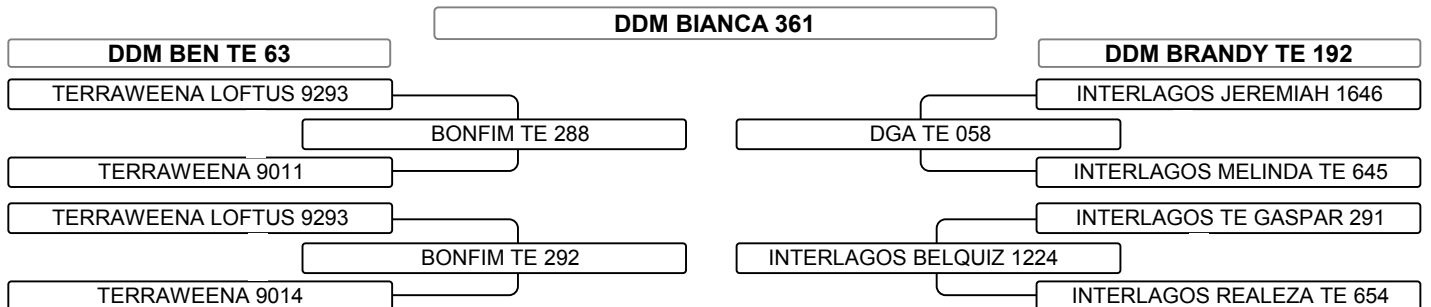 DDM BIANCA 361
DDM BEN TE 63
DDM BRANDY TE 192
TERRAWEENA LOFTUS 9293
INTERLAGOS JEREMIAH 1646
BONFIM TE 288
DGA TE 058
TERRAWEENA 9011
INTERLAGOS MELINDA TE 645
TERRAWEENA LOFTUS 9293
INTERLAGOS TE GASPAR 291
BONFIM TE 292
INTERLAGOS BELQUIZ 1224
TERRAWEENA 9014
INTERLAGOS REALEZA TE 654